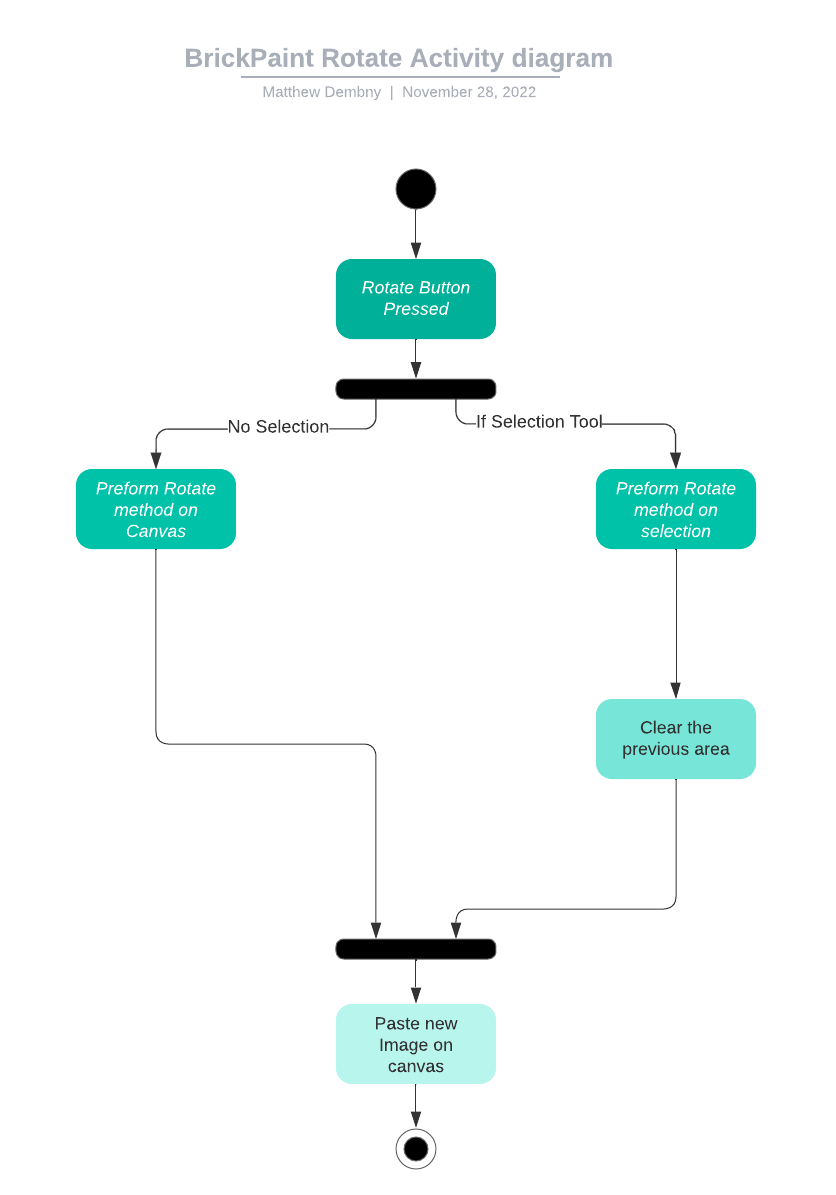 BrickPaint Rotate Activity diagram
Matthew Dembny | November 28, 2022
Rotate Button
Pressed
No Selection
If Selection Tool
Preform Rotate
method on
Canvas
Preform Rotate
method on
selection
Clear the
previous area
Paste new
Image on
canvas